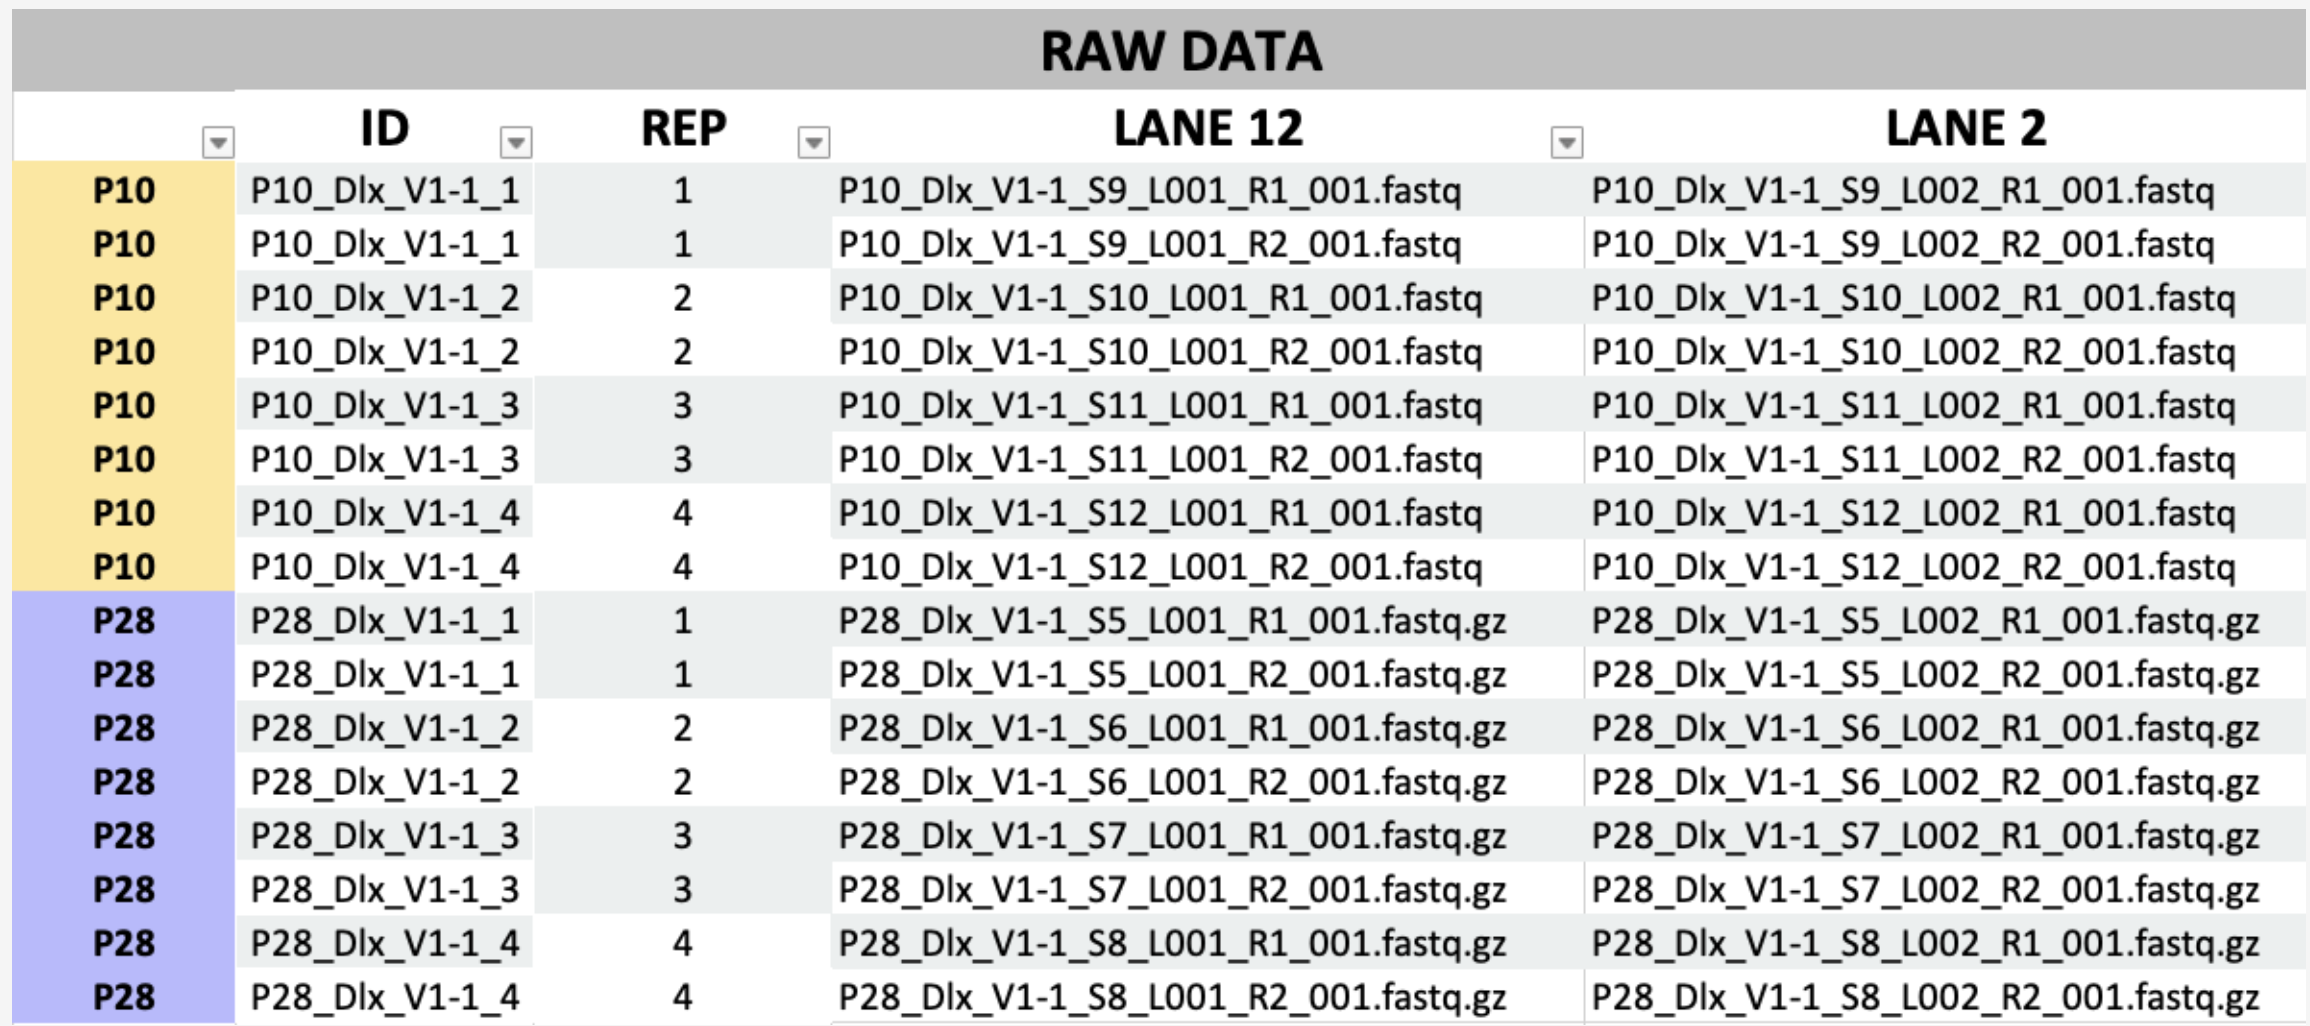 RAW DATA
ID REP LANE 12 LANE 2
P10 P10_Dlx_V1-1_1 1 P10_Dlx_V1-1_S9_L001_R1_001.fastq P10_Dlx_V1-1_S9_L002_R1_001.fastq
P10 P10_Dlx_V1-1_1 1 P10_Dlx_V1-1_S9_L001_R2_001.fastq P10_Dlx_V1-1_S9_L002_R2_001.fastq
P10 P10_Dlx_V1-1_2 2 P10_Dlx_V1-1_S10_L001_R1_001.fastq P10_Dlx_V1-1_S10_L002_R1_001.fastq
P10 P10_Dlx_V1-1_2 2 P10_Dlx_V1-1_S10_L001_R2_001.fastq P10_Dlx_V1-1_S10_L002_R2_001.fastq
P10 P10_Dlx_V1-1_3 3 P10_Dlx_V1-1_S11_L001_R1_001.fastq P10_Dlx_V1-1_S11_L002_R1_001.fastq
P10 P10_Dlx_V1-1_3 3 P10_Dlx_V1-1_S11_L001_R2_001.fastq P10_Dlx_V1-1_S11_L002_R2_001.fastq
P10 P10_Dlx_V1-1_4 4 P10_Dlx_V1-1_S12_L001_R1_001.fastq P10_Dlx_V1-1_S12_L002_R1_001.fastq
P10 P10_Dlx_V1-1_4 4 P10_Dlx_V1-1_S12_L001_R2_001.fastq P10_Dlx_V1-1_S12_L002_R2_001.fastq
P28 P28_Dlx_V1-1_1 1 P28_Dlx_V1-1_S5_L001_R1_001.fastq.gz P28_Dlx_V1-1_S5_L002_R1_001.fastq.gz
P28 P28_Dlx_V1-1_1 1 P28_Dlx_V1-1_S5_L001_R2_001.fastq.gz P28_Dlx_V1-1_S5_L002_R2_001.fastq.gz
P28 P28_Dlx_V1-1_2 2 P28_Dlx_V1-1_S6_L001_R1_001.fastq.gz P28_Dlx_V1-1_S6_L002_R1_001.fastq.gz
P28 P28_Dlx_V1-1_2 2 P28_Dlx_V1-1_S6_L001_R2_001.fastq.gz P28_Dlx_V1-1_S6_L002_R2_001.fastq.gz
P28 P28_Dlx_V1-1_3 3 P28_Dlx_V1-1_S7_L001_R1_001.fastq.gz P28_Dlx_V1-1_S7_L002_R1_001.fastq.gz
P28 P28_Dlx_V1-1_3 3 P28_Dlx_V1-1_S7_L001_R2_001.fastq.gz P28_Dlx_V1-1_S7_L002_R2_001.fastq.gz
P28 P28_Dlx_V1-1_4 4 P28_Dlx_V1-1_S8_L001_R1_001.fastq.gz P28_Dlx_V1-1_S8_L002_R1_001.fastq.gz
P28 P28_Dlx_V1-1_4 4 P28_Dlx_V1-1_S8_L001_R2_001.fastq.gz P28_Dlx_V1-1_S8_L002_R2_001.fastq.gz